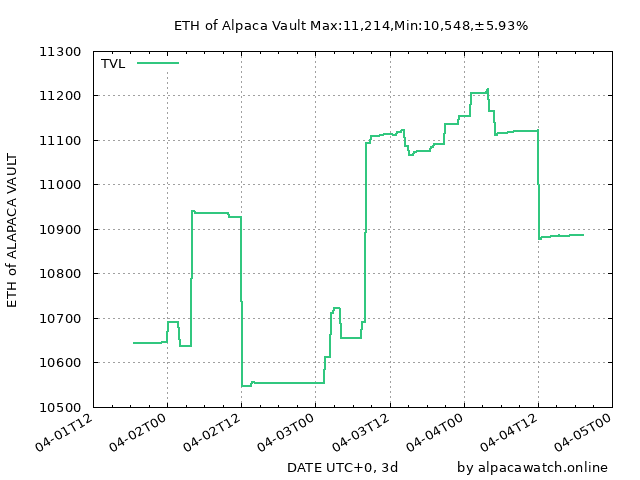 ETH of Alpaca Vault Max:11,214,Min:10,548,±5.93%
TVL
ETH of ALAPACA VAULT
11300
11200
11100
11000
10900
10800
10700
10600
10500
04-01T12
04-02T00
04-02T12
04-03T00
04-03T12
04-04T00
04-04T12
04-05T00
DATE UTC+0, 3d
by alpacawatch.online